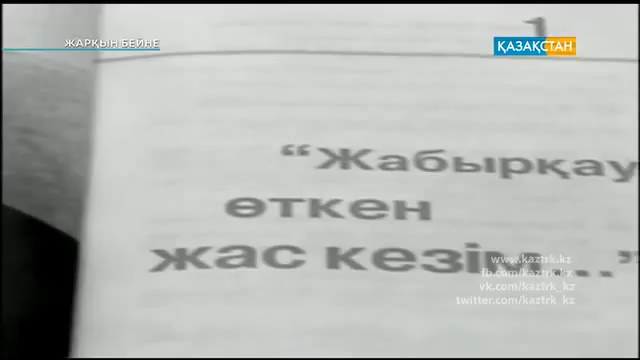 ЖАРҚЫН БЕЙНЕ
1
ҚАЗАҚСТАН
“Жабырқау
өткен
жас кезім...”
www.kaztrk.kz
fb.com/kaztrk_kz
vk.com/kaztrk_kz
twitter.com/kaztrk_kz